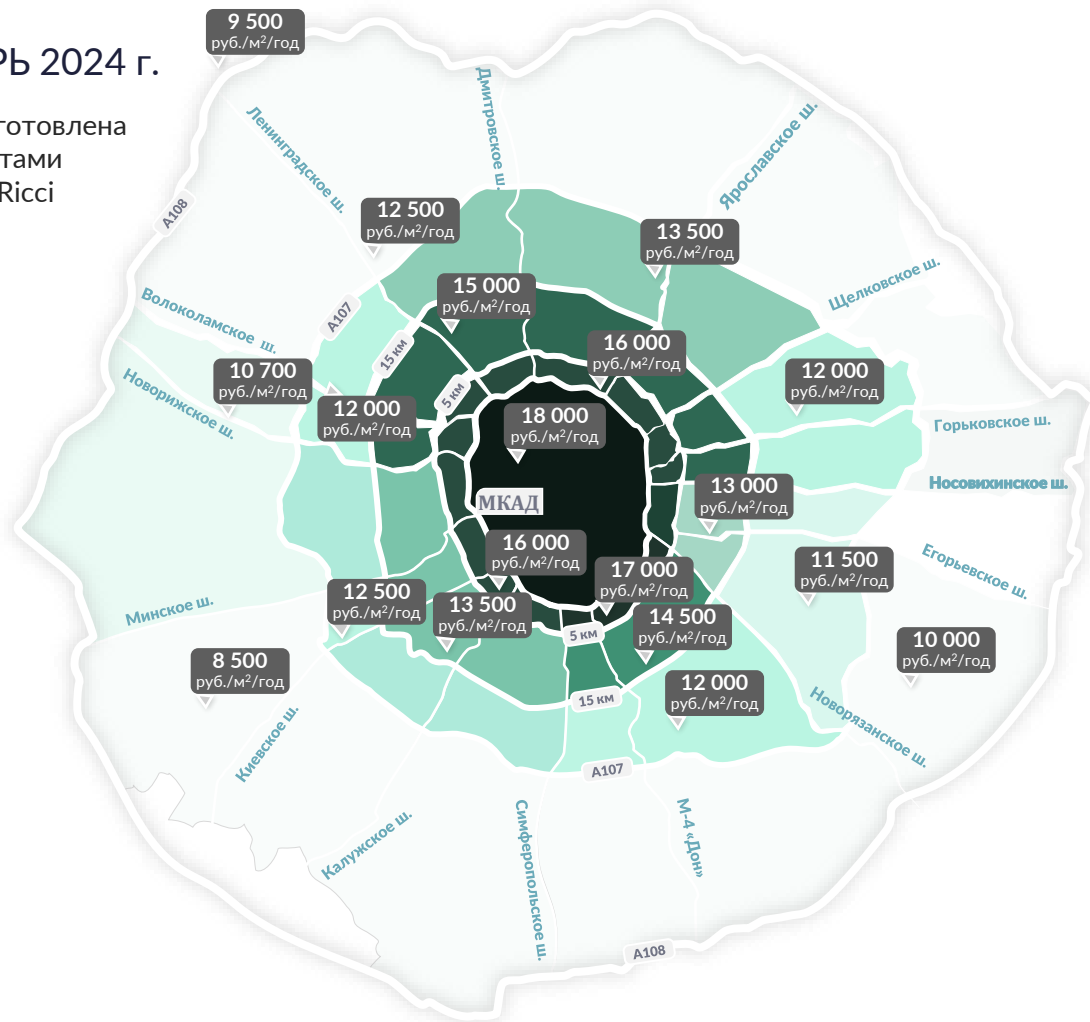 9 500
руб./м²/год
РЬ 2024 г.
готовлена
тами
Ricci
Ленинградское ш.
Дмитровское ш.
Ярославское ш.
А108
12 500
руб./м²/год
13 500
руб./м²/год
Щелковское ш.
15 000
руб./м²/год
Волоколамское ш.
А107
15 км
16 000
руб./м²/год
10 700
руб./м²/год
12 000
руб./м²/год
Новорижское ш.
5 км
12 000
руб./м²/год
18 000
руб./м²/год
Горьковское ш.
Носовихинское ш.
13 000
руб./м²/год
МКАД
16 000
руб./м²/год
17 000
руб./м²/год
11 500
руб./м²/год
Егорьевское ш.
12 500
руб./м²/год
13 500
руб./м²/год
14 500
руб./м²/год
Минское ш.
5 км
10 000
руб./м²/год
8 500
руб./м²/год
12 000
руб./м²/год
15 км
Киевское ш.
Новорязанское ш.
А107
Калужское ш.
Симферопольское ш.
М-4 «Дон»
А108